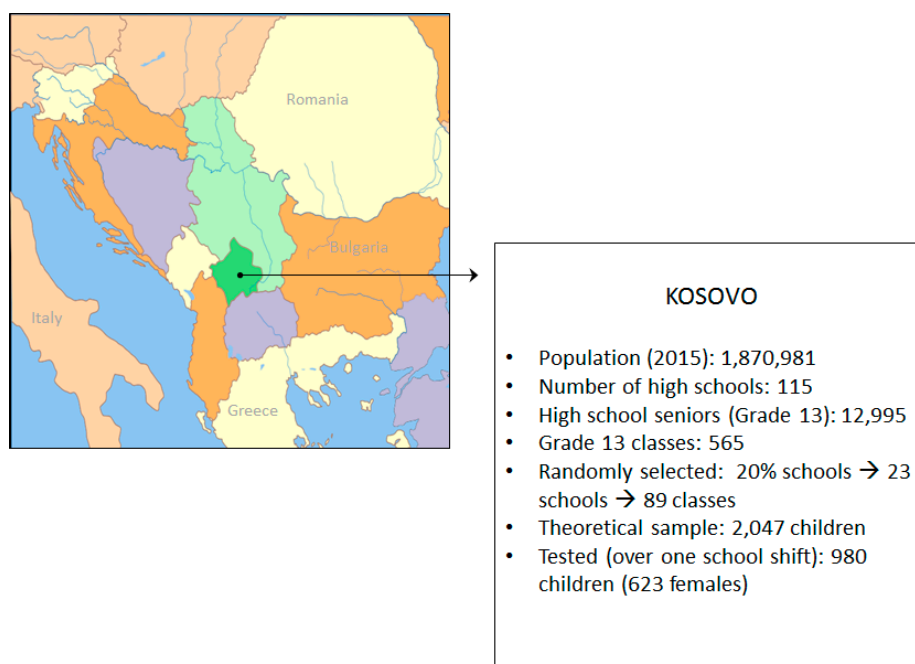 Romania
Bulgaria
Italy
Greece
KOSOVO
• Population (2015): 1,870,981
• Number of high schools: 115
• High school seniors (Grade 13): 12,995
• Grade 13 classes: 565
• Randomly selected: 20% schools → 23
schools → 89 classes
• Theoretical sample: 2,047 children
• Tested (over one school shift): 980
children (623 females)